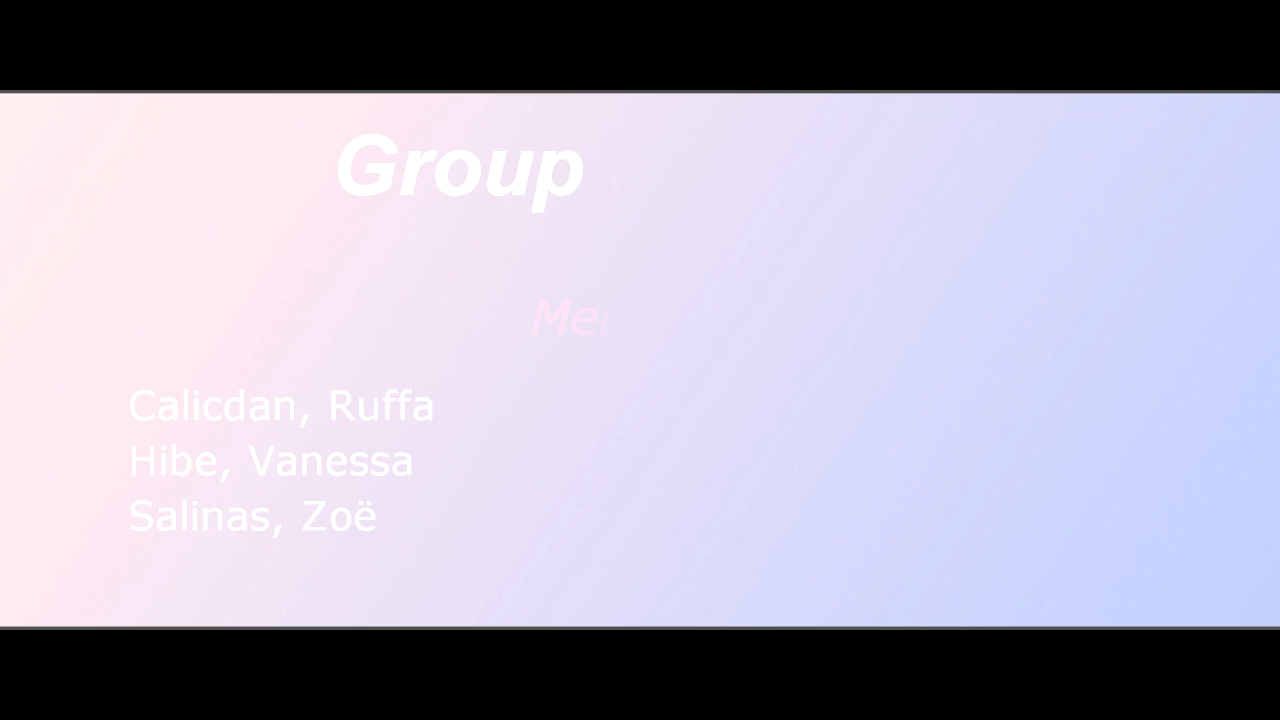 Group
Calicdan, Ruffa
Hibe, Vanessa
Salinas, Zoë